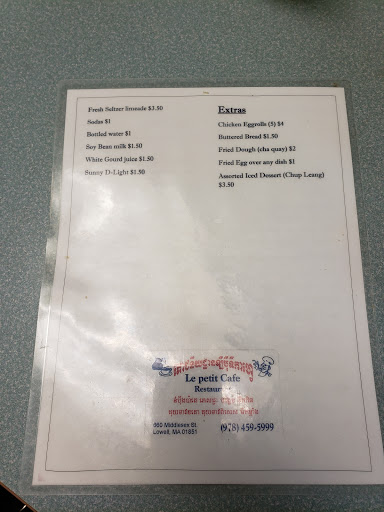 Fresh Seltzer limeade $3.50
Sodas $1
Bottled water $1
Soy Bean milk $1.50
White Gourd juice $1.50
Sunny D-Light $1.50
Extras
Chicken Eggrolls (5) $4
Buttered Bread $1.50
Fried Dough (cha quay) $2
Fried Egg over any dish $1
Assorted Iced Dessert (Chup Leang)
$3.50
Le petit Cafe
Restaurant
Middlesex St.
Lowell, MA 01851
(978) 459-5999